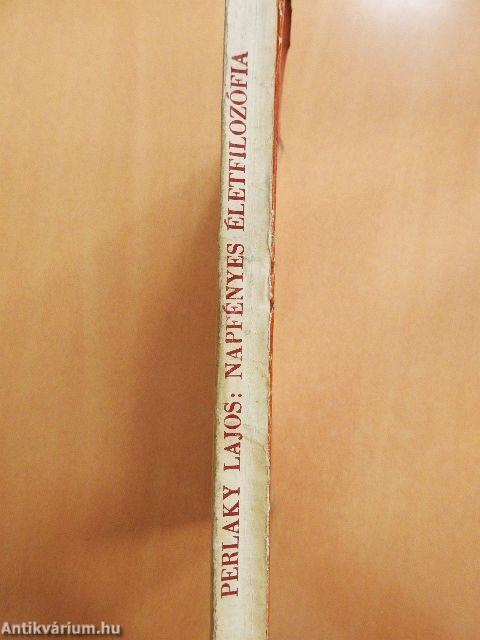 PERLAKY LAJOS: NAPFÉNYES ÉLETFILOZÓFIA
Antikvárium.hu